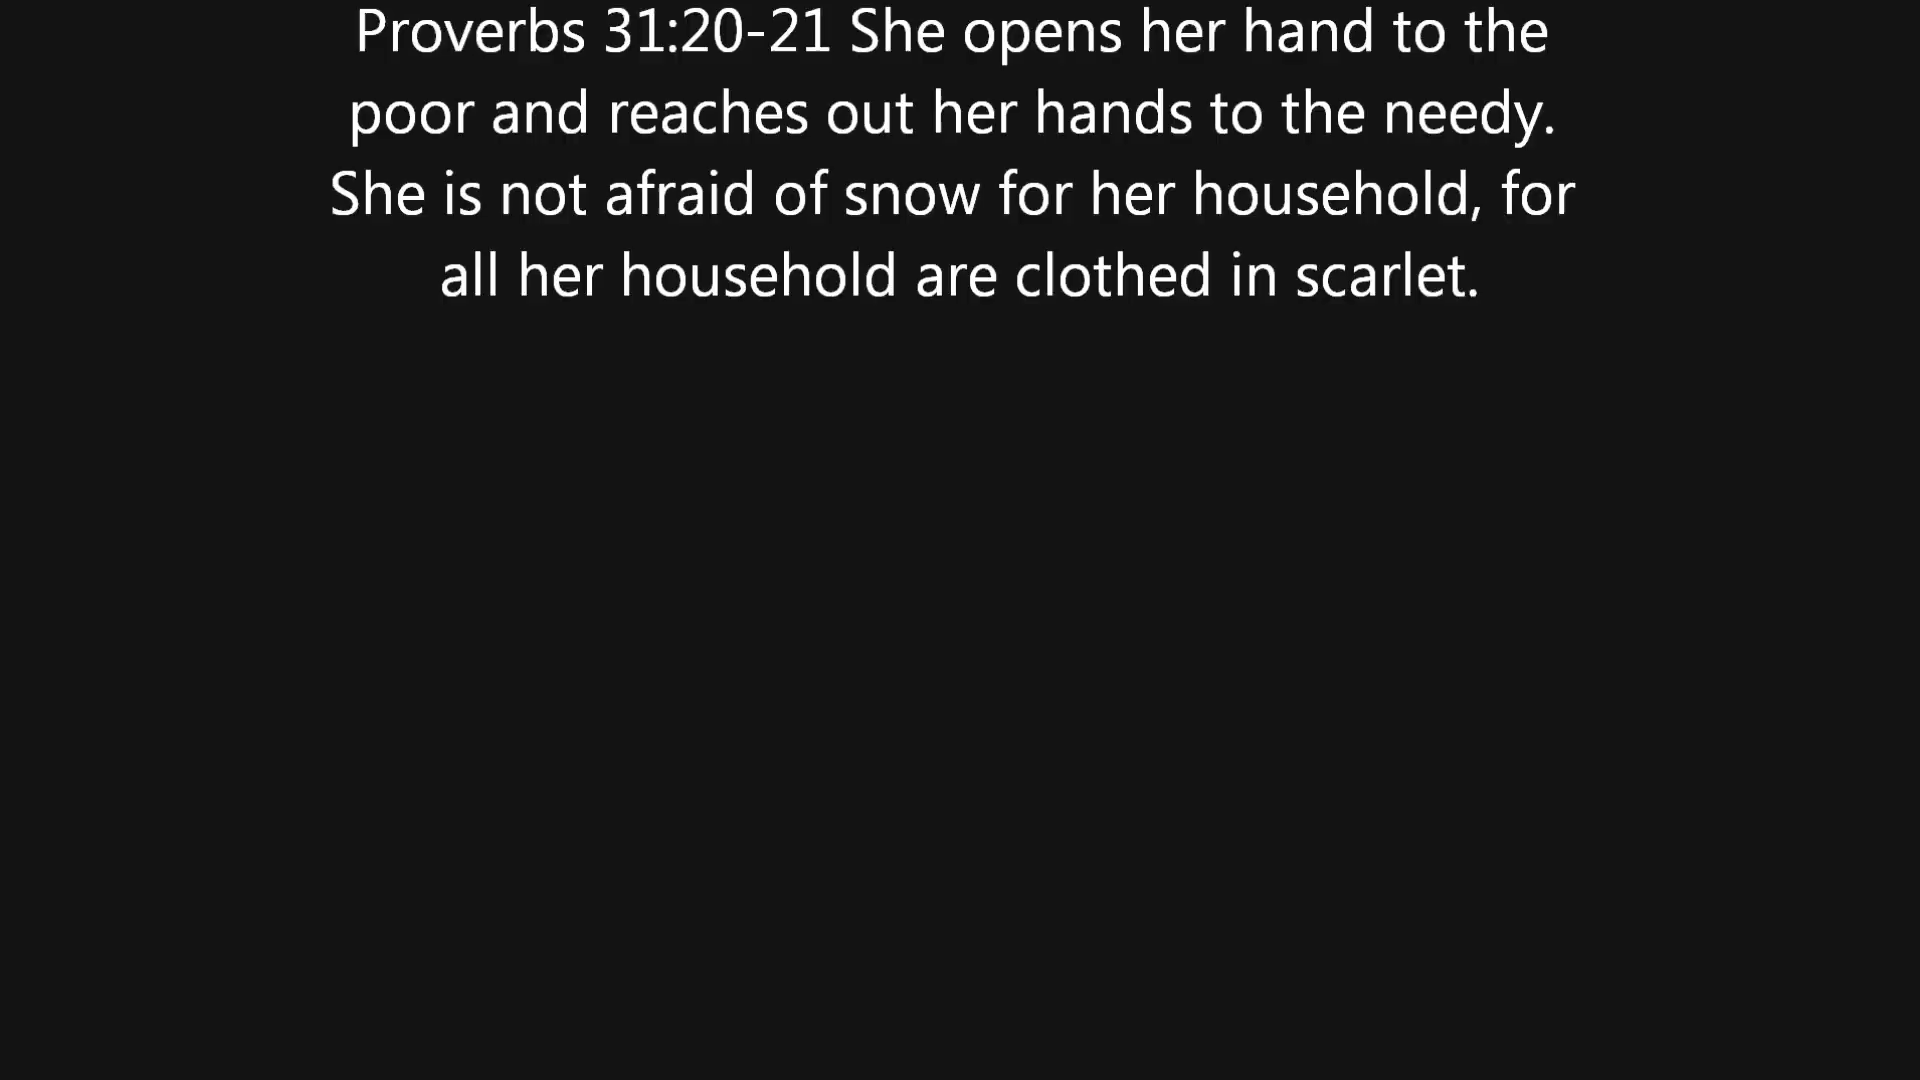 Proverbs 31:20-21 She opens her hand to the
poor and reaches out her hands to the needy.
She is not afraid of snow for her household, for
all her household are clothed in scarlet.